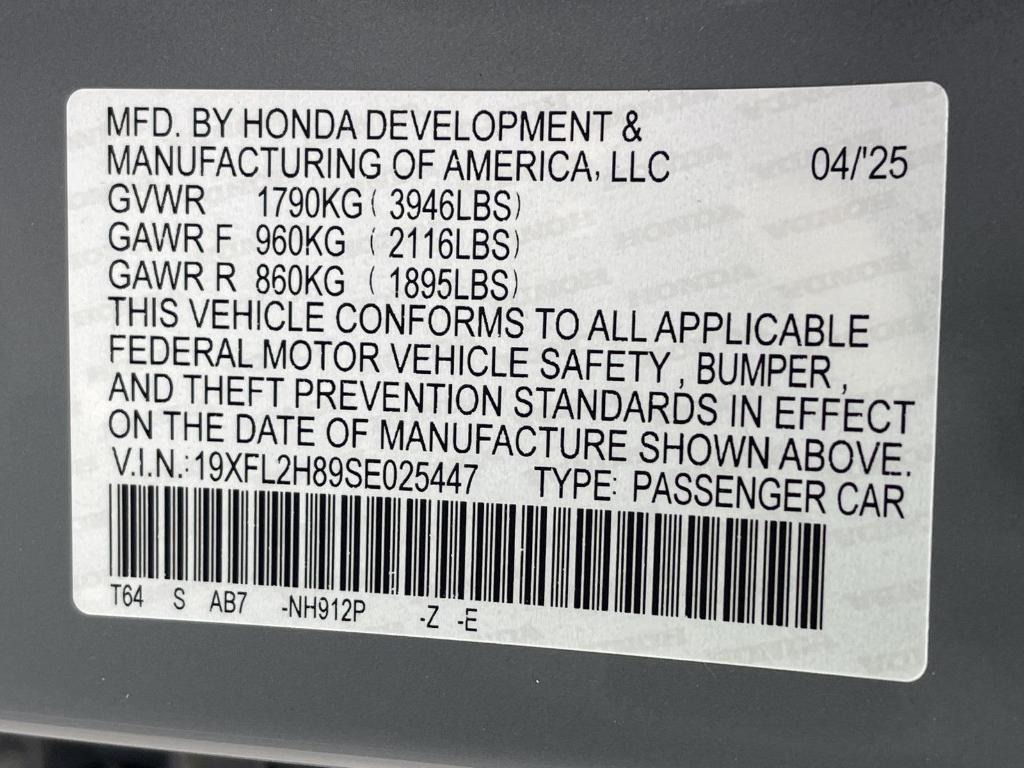 MFD. BY HONDA DEVELOPMENT &
MANUFACTURING OF AMERICA, LLC 04/'25
GVWR 1790KG ( 3946LBS)
GAWR F 960KG ( 2116LBS)
GAWR R 860KG ( 1895LBS)
THIS VEHICLE CONFORMS TO ALL APPLICABLE
FEDERAL MOTOR VEHICLE SAFETY , BUMPER ,
AND THEFT PREVENTION STANDARDS IN EFFECT
ON THE DATE OF MANUFACTURE SHOWN ABOVE.
V.I.N.: 19XFL2H89SE025447 TYPE: PASSENGER CAR
T64 S AB7 -NH912P -Z -E